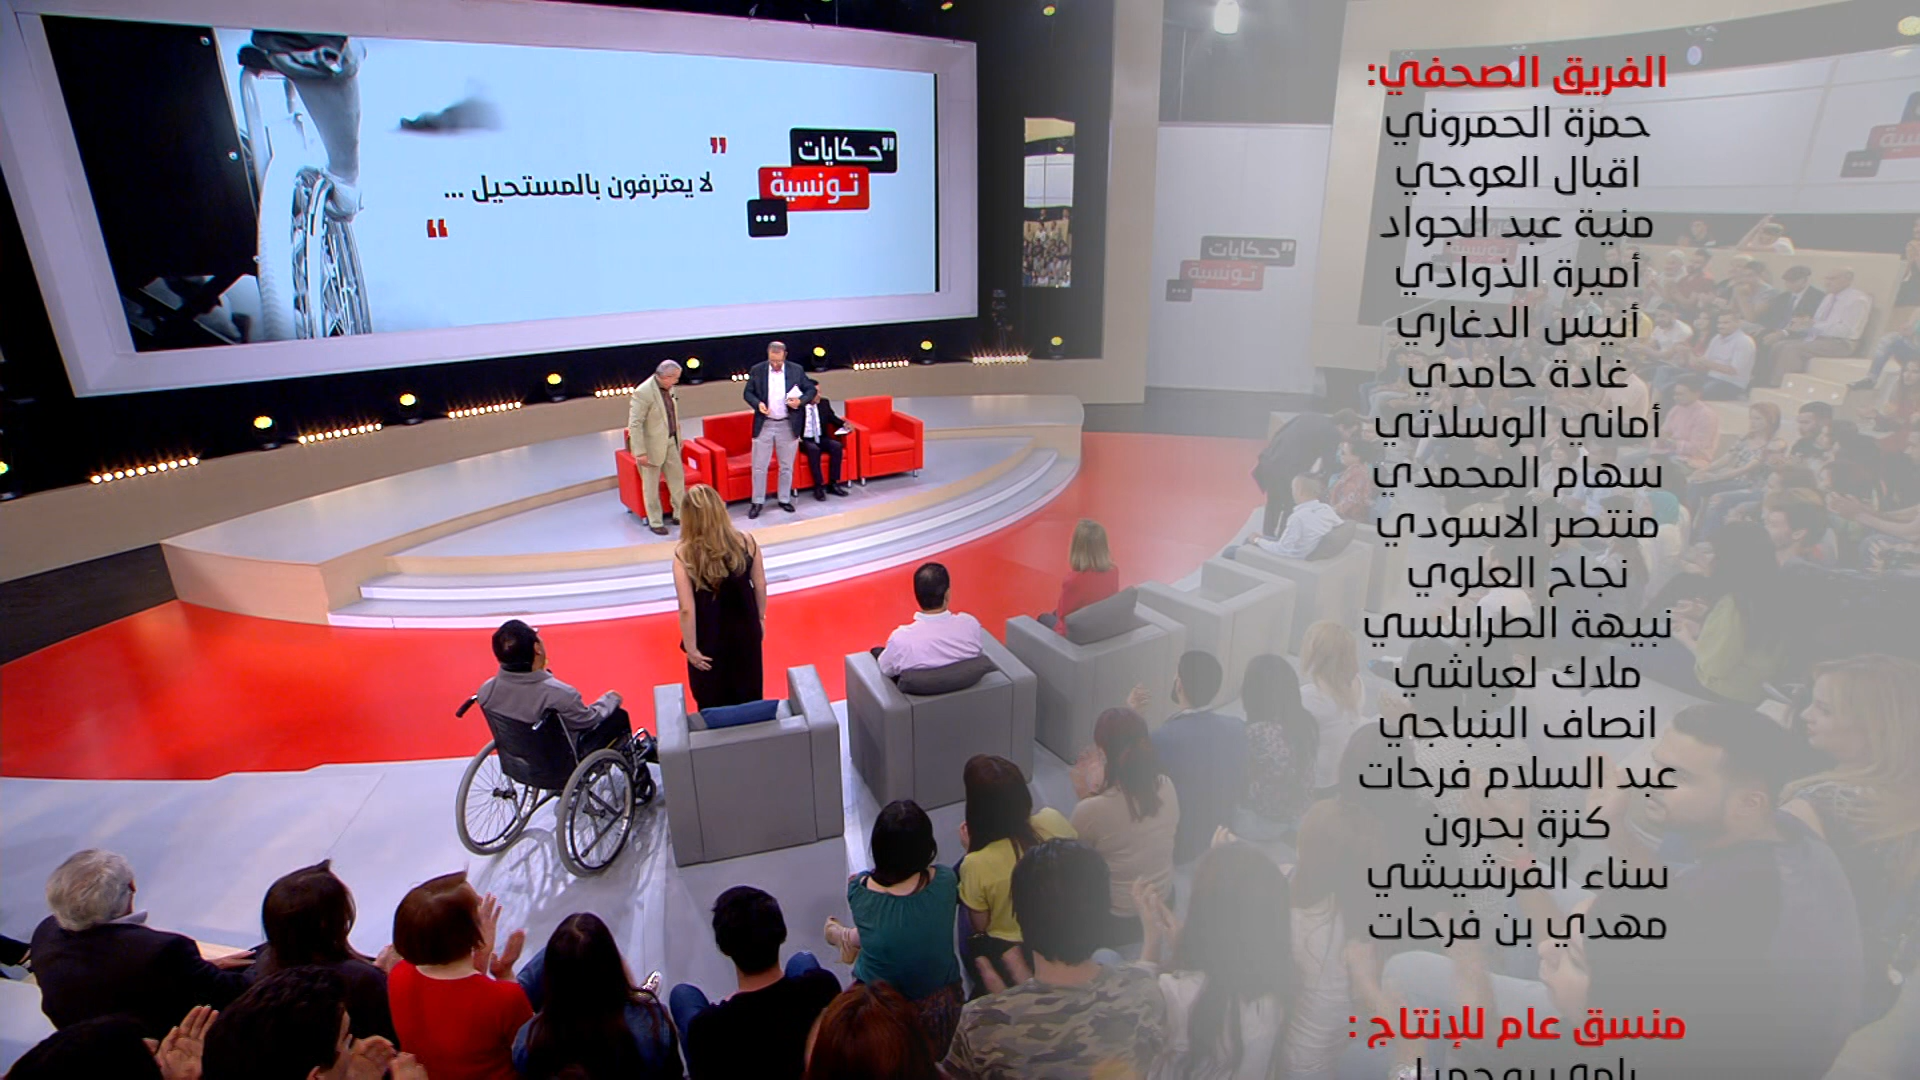 "حكايات
تونسية
...
"
لا يعترفون بالمستحيل ...
"
"حكايات
تونسية
...
الفريق الصحفي:
حمزة الحمروني
اقبال العوجي
منية عبد الجواد
أميرة الذوادي
أنيس الدغاري
غادة حامدي
أماني الوسلاتي
سهام المحمدي
منتصر الاسودي
نجاح العلوي
نبيهة الطرابلسي
ملاك لعباشي
انصاف البنباجي
عبد السلام فرحات
كنزة بحرون
سناء الفرشيشي
مهدي بن فرحات
منسق عام للإنتاج :